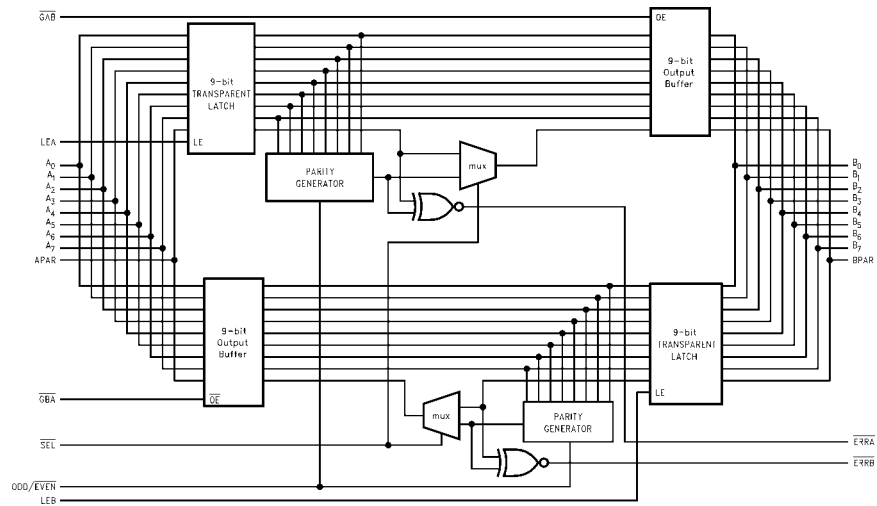 GAB
OE
9-bit
Output
Buffer
9-bit
TRANSPARENT
LATCH
LE
LEA
A0
A1
A2
A3
A4
A5
A6
A7
APAR
PARITY
GENERATOR
mux
B0
B1
B2
B3
B4
B5
B6
B7
BPAR
9-bit
Output
Buffer
OE
9-bit
TRANSPARENT
LATCH
LE
GBA
mux
PARITY
GENERATOR
SEL
ERRA
ERRB
ODD/EVEN
LEB